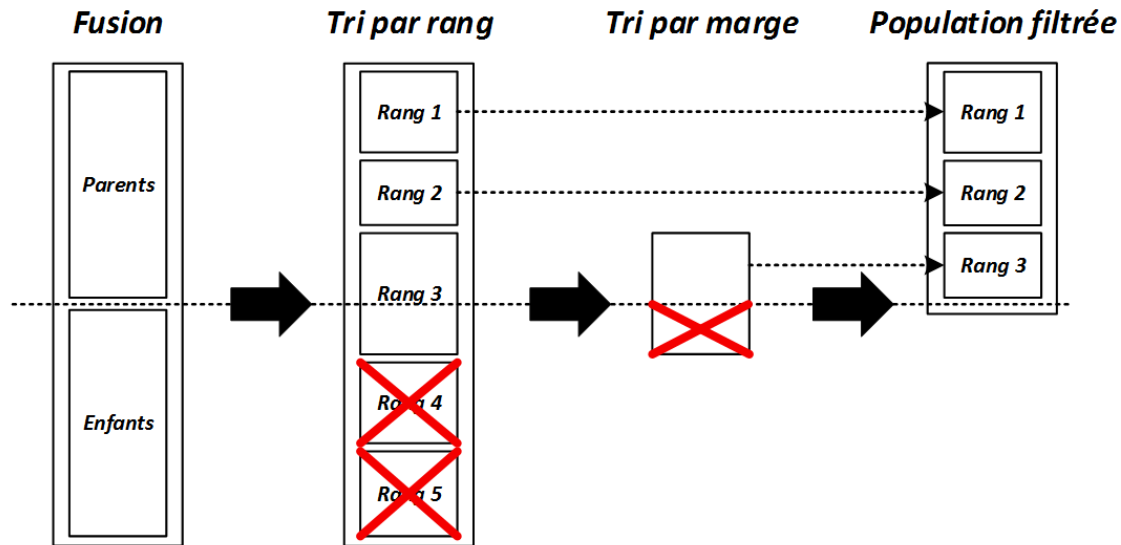 Fusion
Tri par rang
Tri par marge
Population filtrée
Parents
Enfants
Rang 1
Rang 2
Rang 3
Rang 4
Rang 5
Rang 1
Rang 2
Rang 3